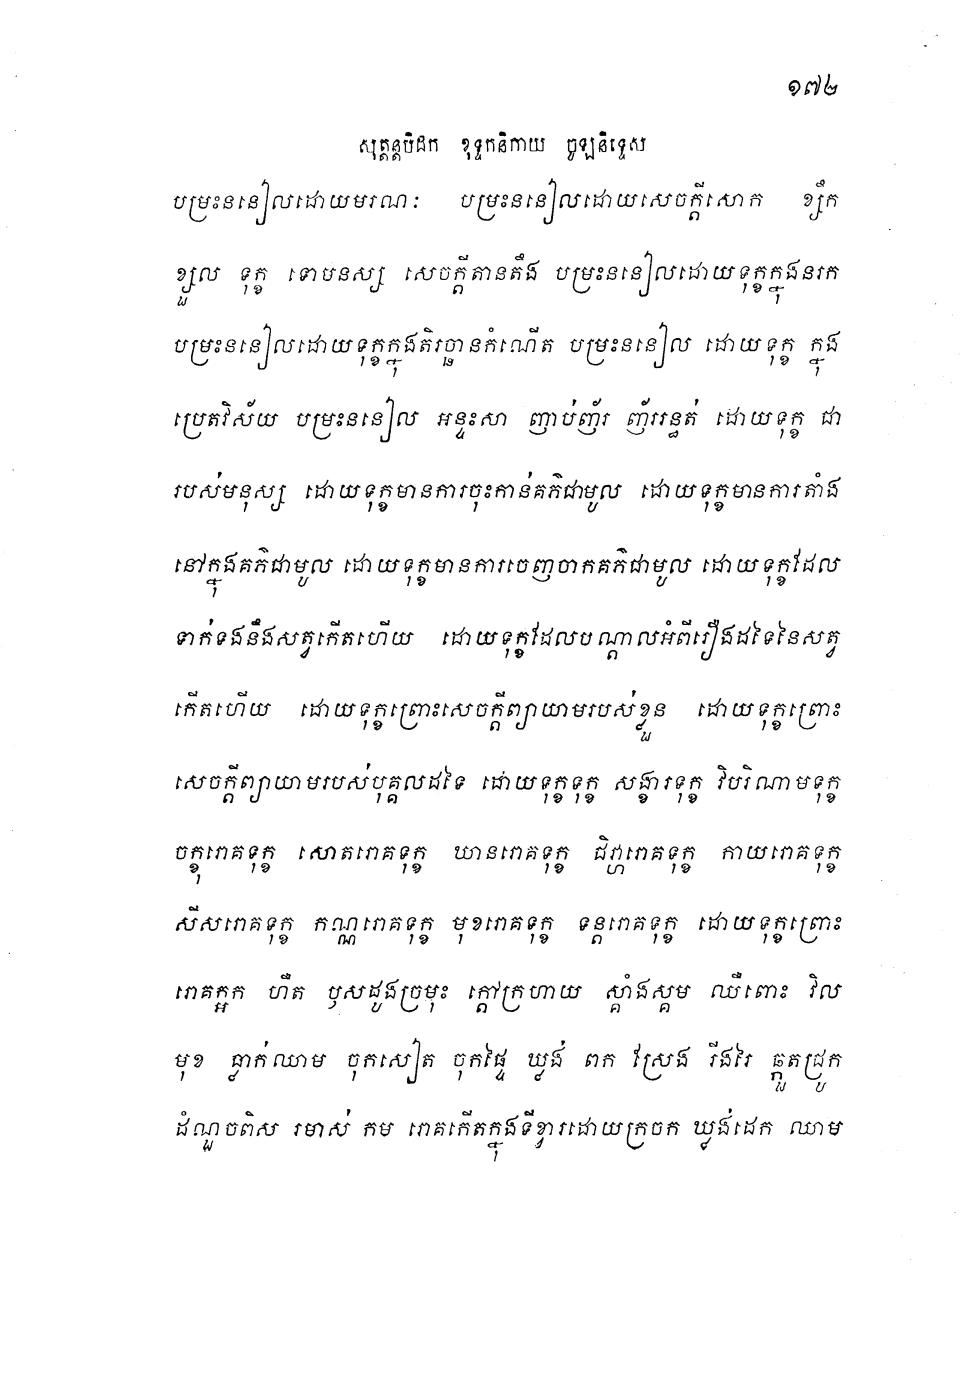 ១៧២
សុត្តន្តបិដក ខុទ្ទកនិកាយ ចូឡនិទ្ទេស
បម្រះននៀលដោយមរណៈ បម្រះននៀលដោយសេចក្តីសោក ខ្សឹក
ខ្សួល ទុក្ខ ទោមនស្ស សេចក្តីតានតឹង បម្រះននៀលដោយទុក្ខក្នុងនរក
បម្រះននៀលដោយទុក្ខក្នុងតិរច្ឆានកំណើត បម្រះននៀល ដោយទុក្ខ ក្នុង
ប្រេតវិស័យ បម្រះននៀល អន្ទះសា ញាប់ញ័រ ញ័ររន្ធត់ ដោយទុក្ខ ជា
របស់មនុស្ស ដោយទុក្ខមានការចុះកាន់គភ៌ជាមូល ដោយទុក្ខមានការតាំង
នៅក្នុងគភ៌ជាមូល ដោយទុក្ខមានការចេញចាកគភ៌ជាមូល ដោយទុក្ខដែល
ទាក់ទងនឹងសត្វកើតហើយ ដោយទុក្ខដែលបណ្តាលអំពីរឿងដទៃនៃសត្វ
កើតហើយ ដោយទុក្ខព្រោះសេចក្តីព្យាយាមរបស់ខ្លួន ដោយទុក្ខព្រោះ
សេចក្តីព្យាយាមរបស់បុគ្គលដទៃ ដោយទុក្ខទុក្ខ សង្ខារទុក្ខ វិបរិណាមទុក្ខ
ចក្ខុរោគទុក្ខ សោតរោគទុក្ខ ឃានរោគទុក្ខ ជិវ្ហារោគទុក្ខ កាយរោគទុក្ខ
សីសរោគទុក្ខ កណ្ណរោគទុក្ខ មុខរោគទុក្ខ ទន្តរោគទុក្ខ ដោយទុក្ខព្រោះ
រោគក្អក ហឺត ឫសដូងច្រមុះ ក្តៅក្រហាយ ស្គាំងស្គម ឈឺពោះ វិល
មុខ ធ្លាក់ឈាម ចុកសៀត ចុកផ្ទៃ ឃ្លង់ ពក ស្រែង រីងរៃ ឆ្កួតជ្រូក
ដំណួចពិស រមាស់ កម រោគកើតក្នុងទីខ្វារដោយក្រចក ឃ្លង់ដេក ឈាម